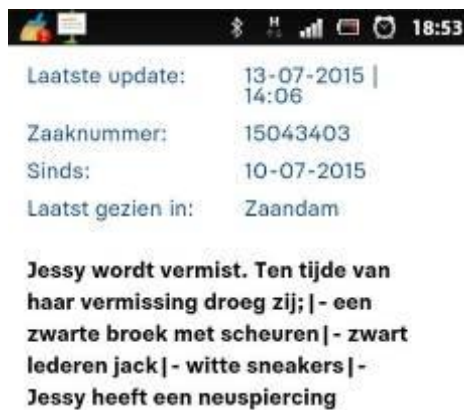 H
18:53
Laatste update: 13-07-2015 |
14:06
Zaaknummer: 15043403
Sinds: 10-07-2015
Laatst gezien in: Zaandam
Jessy wordt vermist. Ten tijde van
haar vermissing droeg zij;|- een
zwarte broek met scheuren|- zwart
lederen jack|- witte sneakers|-
Jessy heeft een neuspiercing